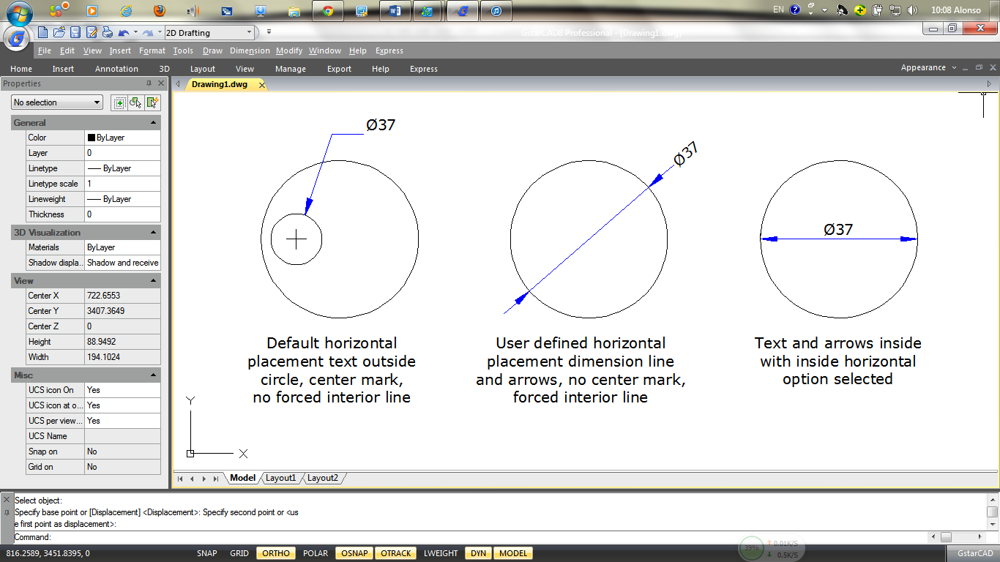 EN
10:08 Alonso
2D Drafting
GstarCAD8 Professional - [Drawing1.dwg]
File Edit View Insert Format Tools Draw Dimension Modify Window Help Express
Home Insert Annotation 3D Layout View Manage Export Help Express
Appearance
Properties
Drawing1.dwg
No selection
General
Color ByLayer
Layer 0
Linetype ByLayer
Linetype scale 1
Lineweight ByLayer
Thickness 0
3D Visualization
Materials ByLayer
Shadow displa... Shadow and receive
View
Center X 722.6553
Center Y 3407.3649
Center Z 0
Height 88.9492
Width 194.1024
Misc
UCS icon On Yes
UCS icon at o... Yes
UCS per view... Yes
UCS Name
Snap on No
Grid on No
Ø37
Default horizontal
placement text outside
circle, center mark,
no forced interior line
Ø37
User defined horizontal
placement dimension line
and arrows, no center mark,
forced interior line
Ø37
Text and arrows inside
with inside horizontal
option selected
Y
X
Model Layout1 Layout2
Select object:
Specify base point or [Displacement] <Displacement>: Specify second point or <us
e first point as displacement>:
Command:
816.2589, 3451.8395, 0
SNAP GRID ORTHO POLAR OSNAP OTRACK LWEIGHT DYN MODEL
39%
0.01K/S
0.5K/S
GstarCAD